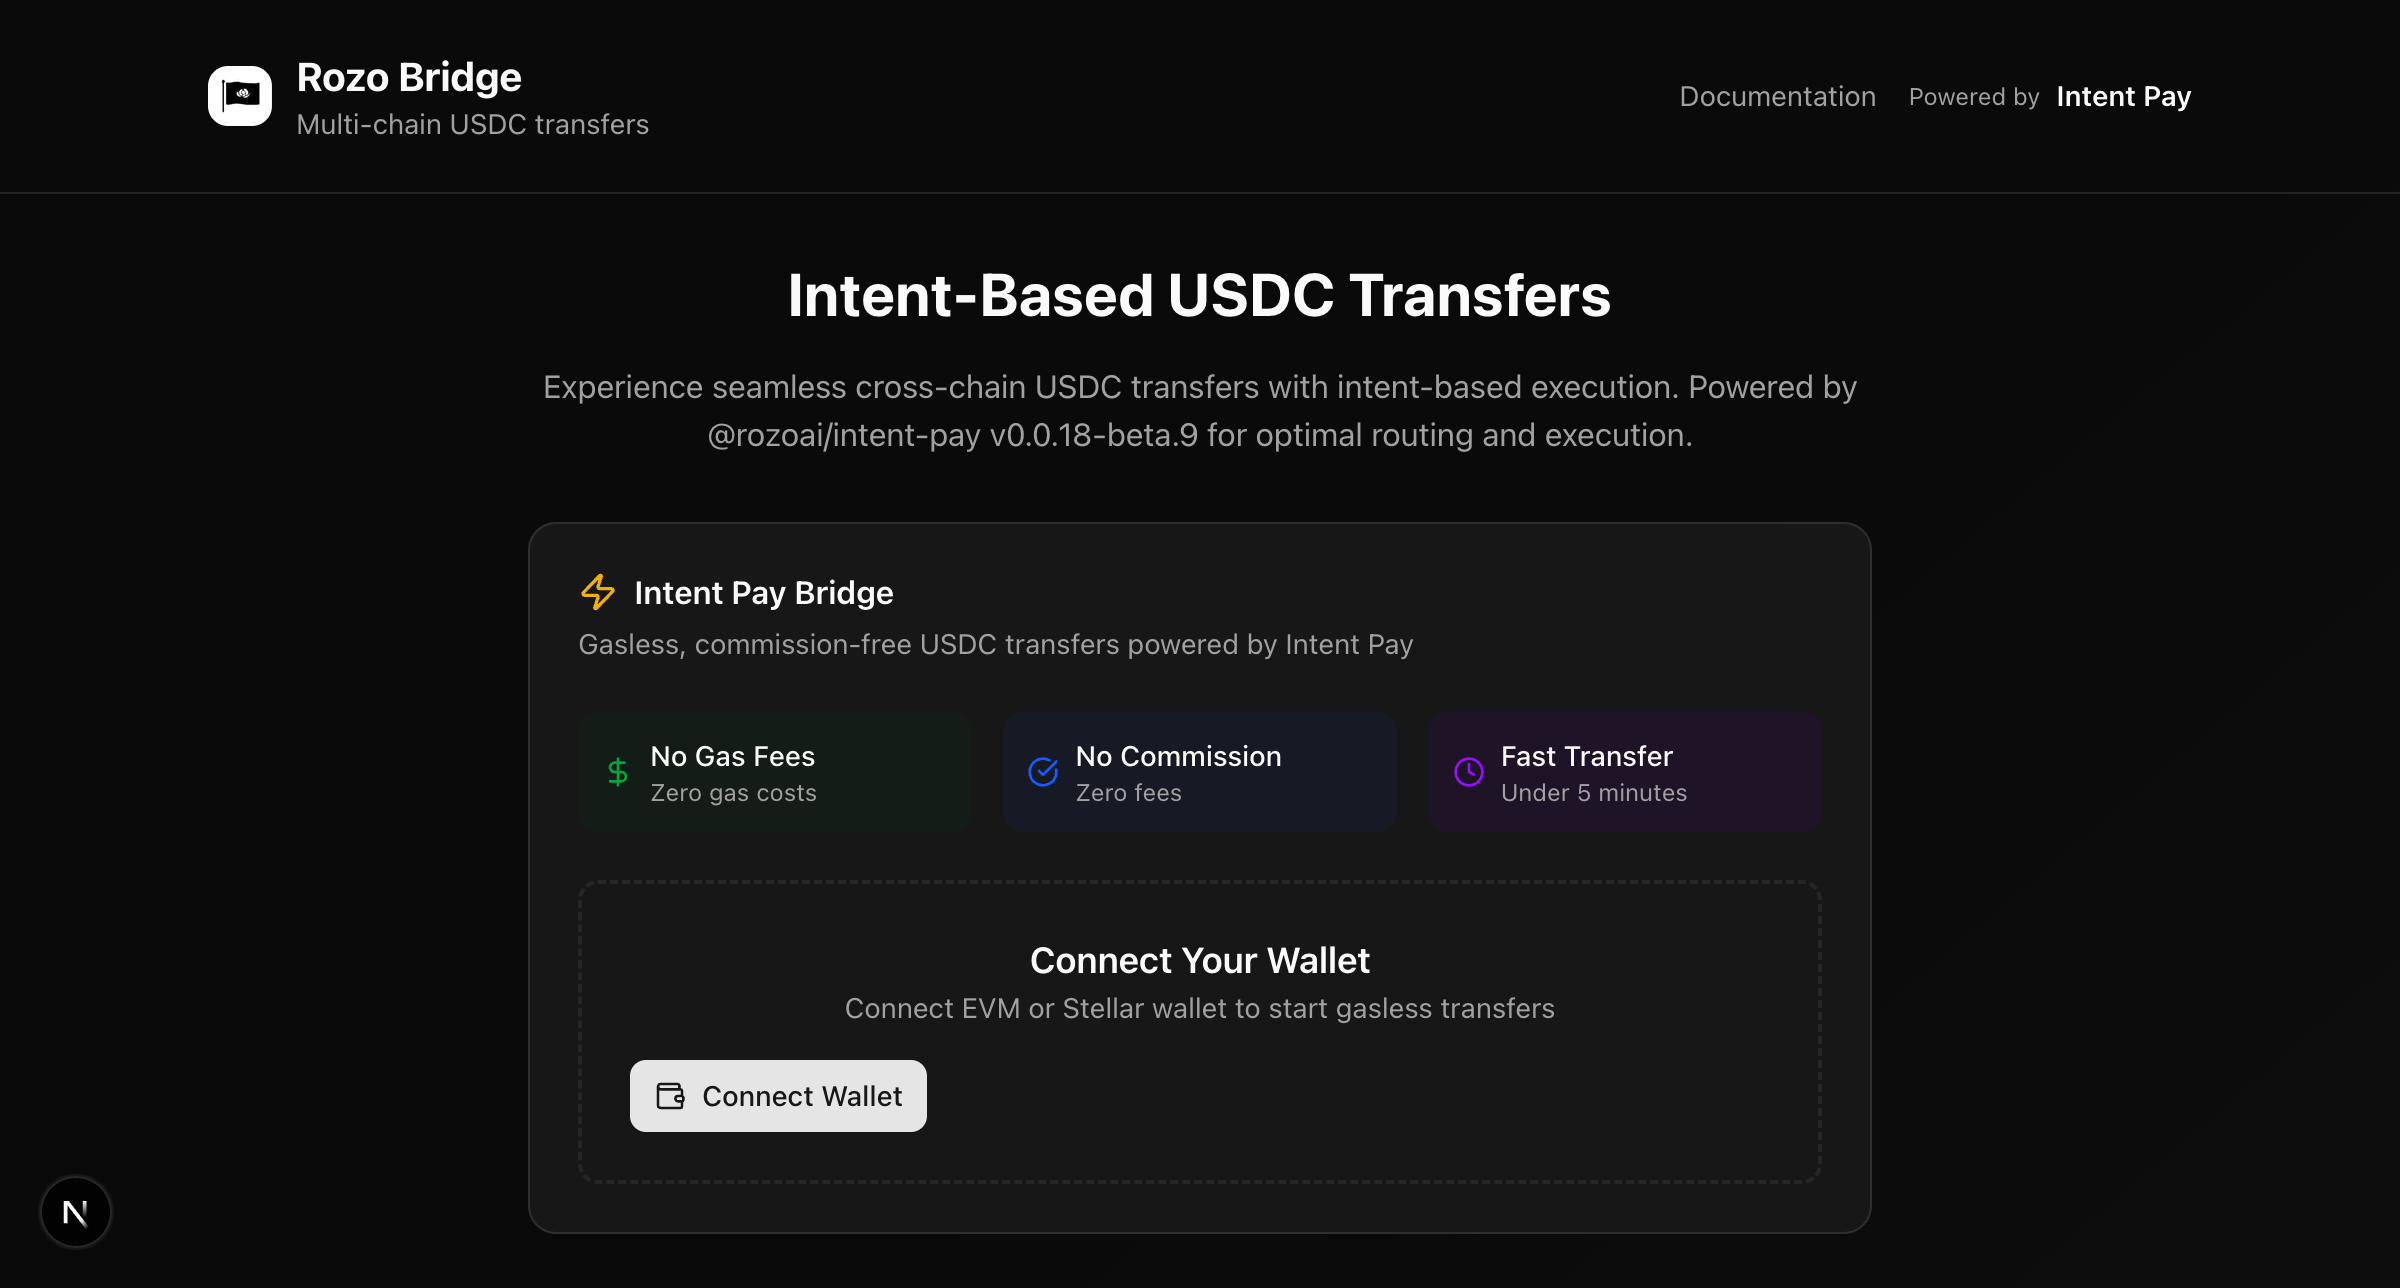 Rozo Bridge
Multi-chain USDC transfers
Documentation
Powered by Intent Pay
Intent-Based USDC Transfers
Experience seamless cross-chain USDC transfers with intent-based execution. Powered by
@rozoai/intent-pay v0.0.18-beta.9 for optimal routing and execution.
Intent Pay Bridge
Gasless, commission-free USDC transfers powered by Intent Pay
No Gas Fees
Zero gas costs
No Commission
Zero fees
Fast Transfer
Under 5 minutes
Connect Your Wallet
Connect EVM or Stellar wallet to start gasless transfers
Connect Wallet
N